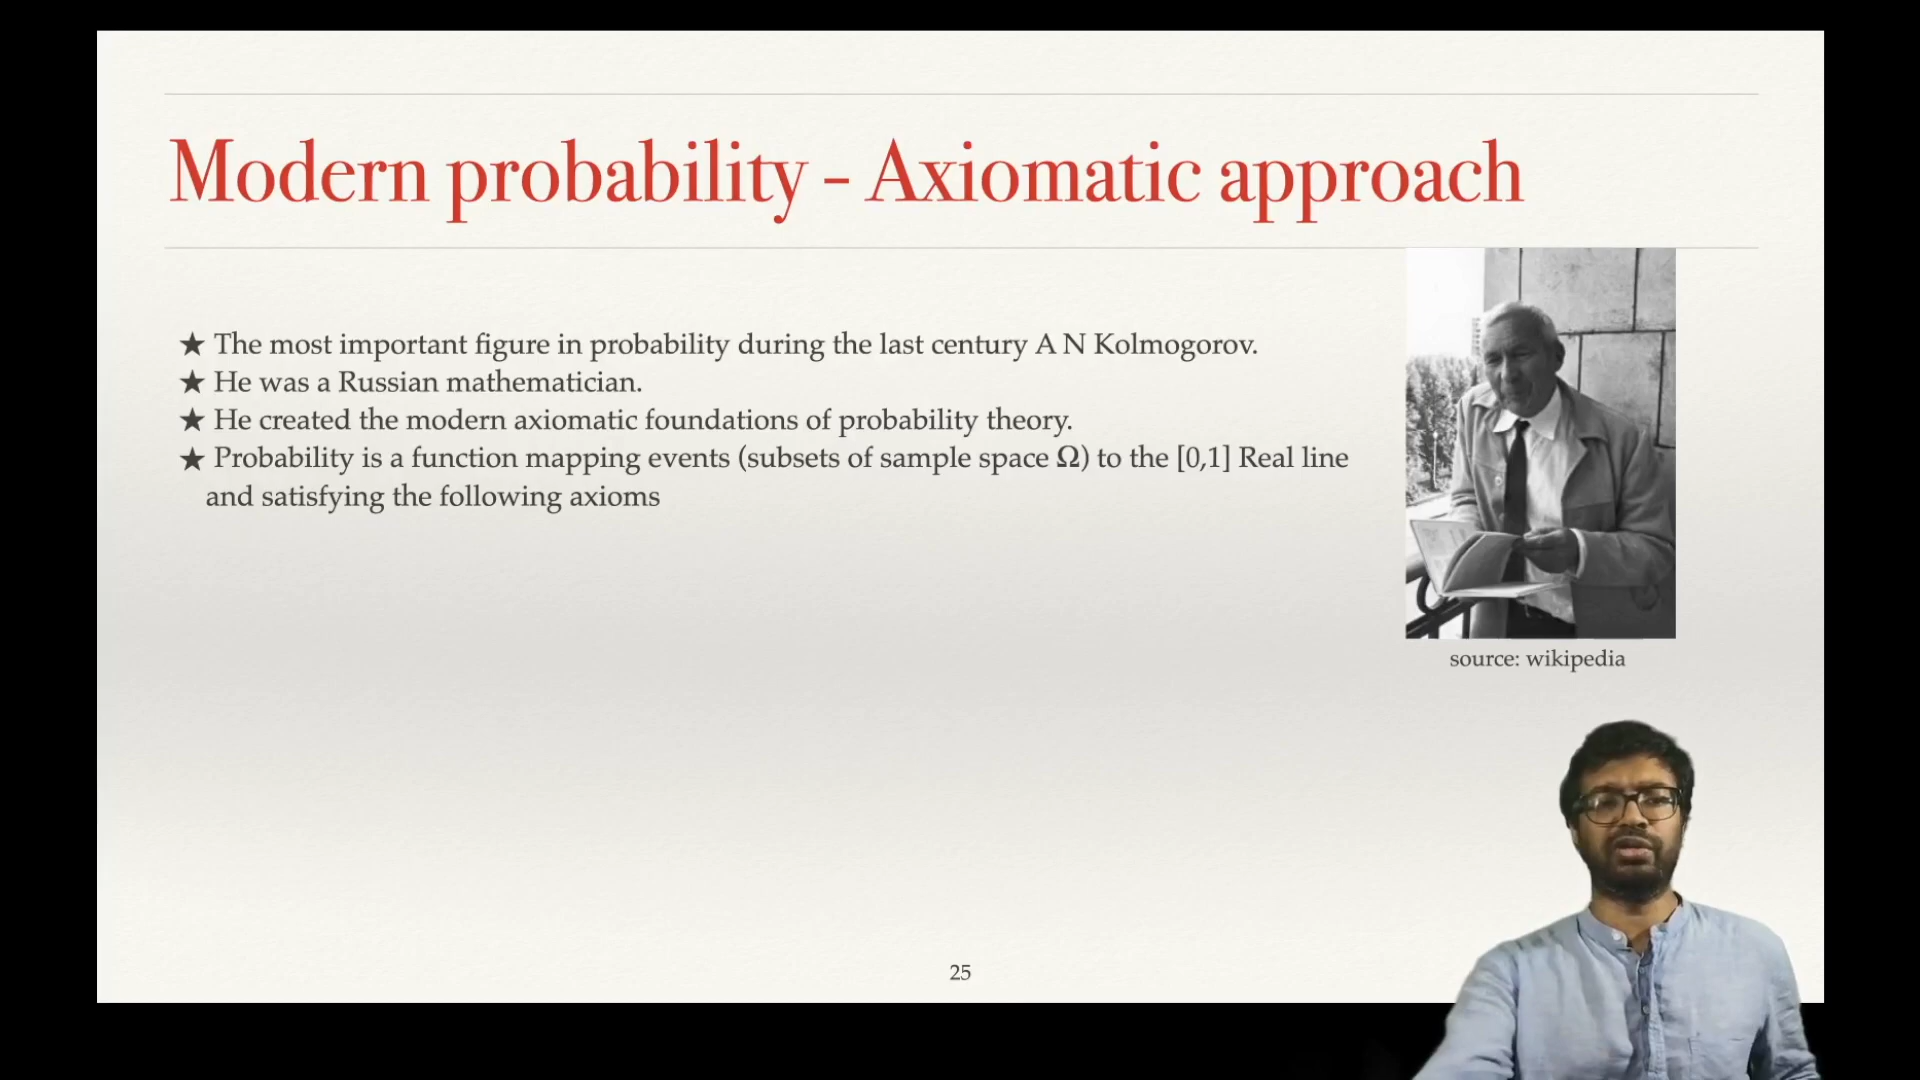 Modern probability - Axiomatic approach
★ The most important figure in probability during the last century A N Kolmogorov.
★ He was a Russian mathematician.
★ He created the modern axiomatic foundations of probability theory.
★ Probability is a function mapping events (subsets of sample space Ω) to the [0,1] Real line
and satisfying the following axioms
source: wikipedia
25